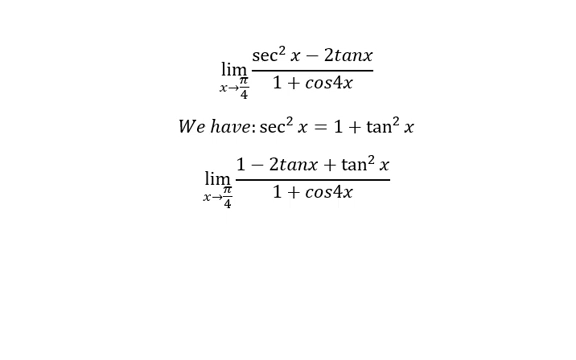 lim x→π/4 (sec² x − 2tanx)/(1 + cos4x)
We have: sec² x = 1 + tan² x
lim x→π/4 (1 − 2tanx + tan² x)/(1 + cos4x)